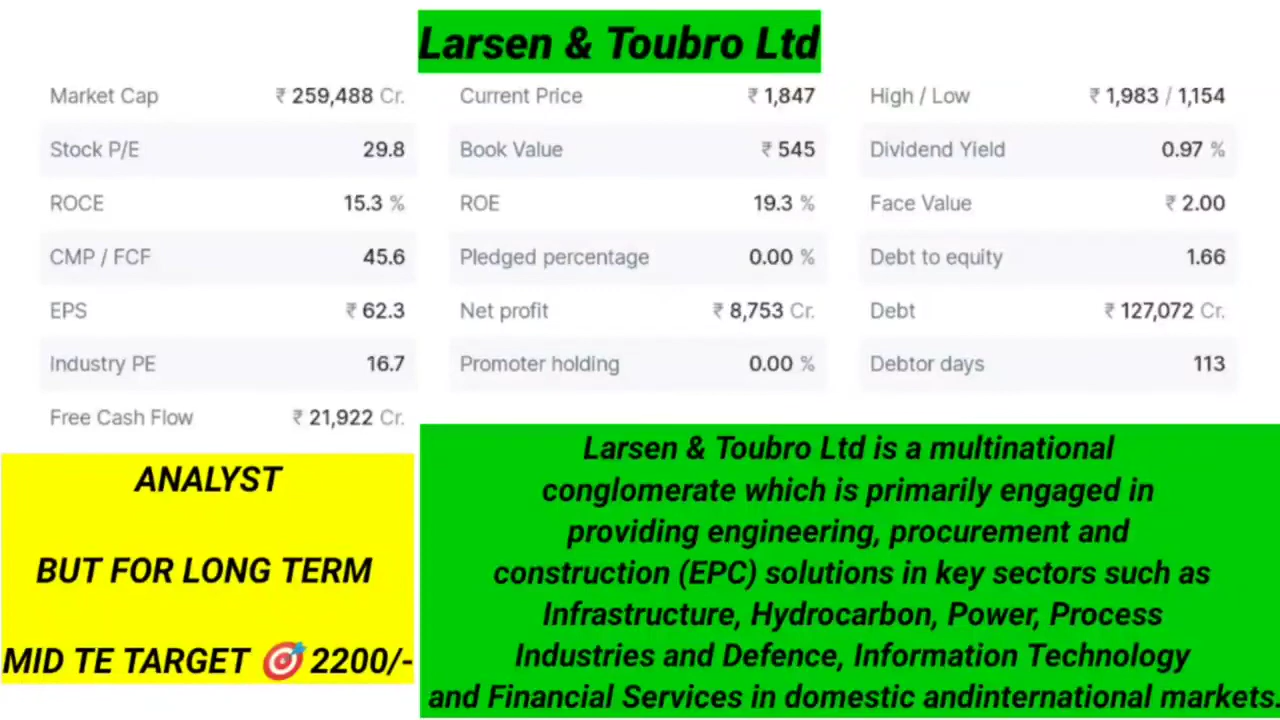 Larsen & Toubro Ltd
Market Cap ₹ 259,488 Cr. Current Price ₹ 1,847 High / Low ₹ 1,983 / 1,154
Stock P/E 29.8 Book Value ₹ 545 Dividend Yield 0.97 %
ROCE 15.3 % ROE 19.3 % Face Value ₹ 2.00
CMP / FCF 45.6 Pledged percentage 0.00 % Debt to equity 1.66
EPS ₹ 62.3 Net profit ₹ 8,753 Cr. Debt ₹ 127,072 Cr.
Industry PE 16.7 Promoter holding 0.00 % Debtor days 113
Free Cash Flow ₹ 21,922 Cr.
ANALYST
BUT FOR LONG TERM
MID TE TARGET 🎯 2200/-
Larsen & Toubro Ltd is a multinational
conglomerate which is primarily engaged in
providing engineering, procurement and
construction (EPC) solutions in key sectors such as
Infrastructure, Hydrocarbon, Power, Process
Industries and Defence, Information Technology
and Financial Services in domestic andinternational markets.